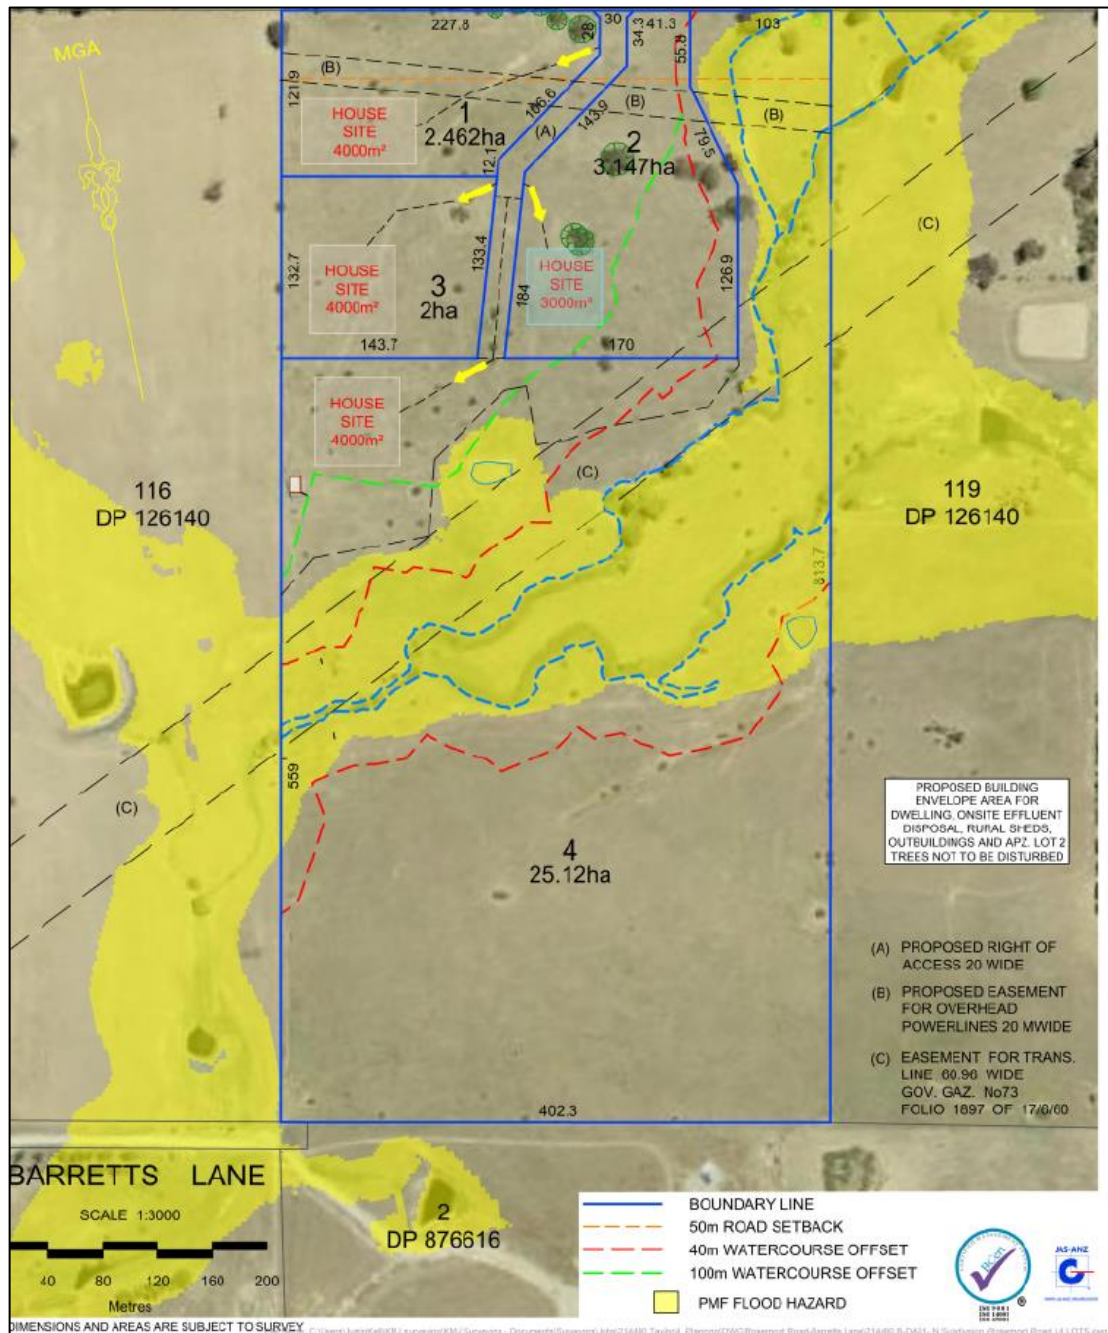 227.8
30
41.3
103
28
34.3
55.8
MGA
(B)
121.9
HOUSE
SITE
4000m²
1
2.462ha
106.6
(A)
143.9
(B)
2
3.147ha
(B)
79.5
12.1
(C)
132.7
HOUSE
SITE
4000m²
3
2ha
133.4
184
HOUSE
SITE
3000m²
126.9
143.7
170
HOUSE
SITE
4000m²
(C)
116
DP 126140
119
DP 126140
813.7
559
(C)
PROPOSED BUILDING
ENVELOPE AREA FOR
DWELLING, ONSITE EFFLUENT
DISPOSAL, RURAL SHEDS,
OUTBUILDINGS AND APZ. LOT 2
TREES NOT TO BE DISTURBED
4
25.12ha
(A) PROPOSED RIGHT OF
ACCESS 20 WIDE
(B) PROPOSED EASEMENT
FOR OVERHEAD
POWERLINES 20 MWIDE
(C) EASEMENT FOR TRANS.
LINE 60.96 WIDE
GOV. GAZ. No73
FOLIO 1897 OF 17/6/60
402.3
BARRETTS LANE
SCALE 1:3000
40 80 120 160 200
Metres
2
DP 876616
BOUNDARY LINE
50m ROAD SETBACK
40m WATERCOURSE OFFSET
100m WATERCOURSE OFFSET
PMF FLOOD HAZARD
JAS-ANZ
DIMENSIONS AND AREAS ARE SUBJECT TO SURVEY